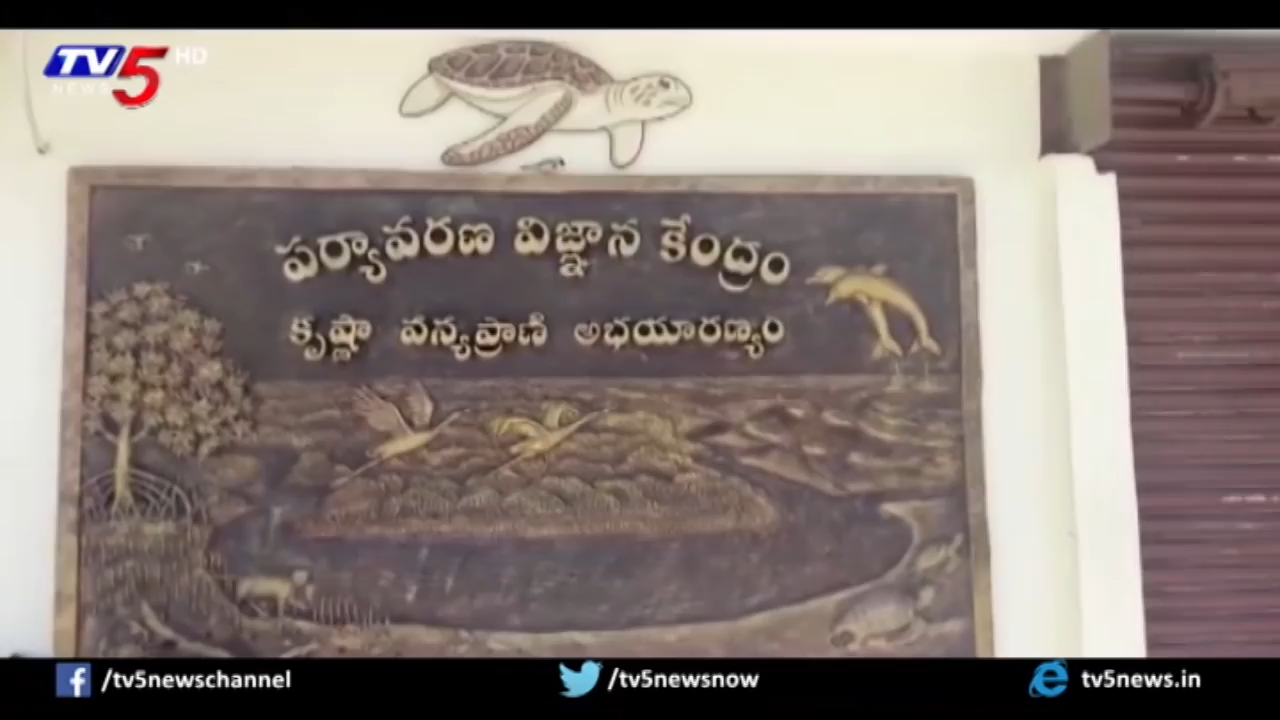 TV5 HD
NEWS
పర్యావరణ విజ్ఞాన కేంద్రం
కృష్ణా వన్యప్రాణి అభయారణ్యం
/tv5newschannel
/tv5newsnow
tv5news.in